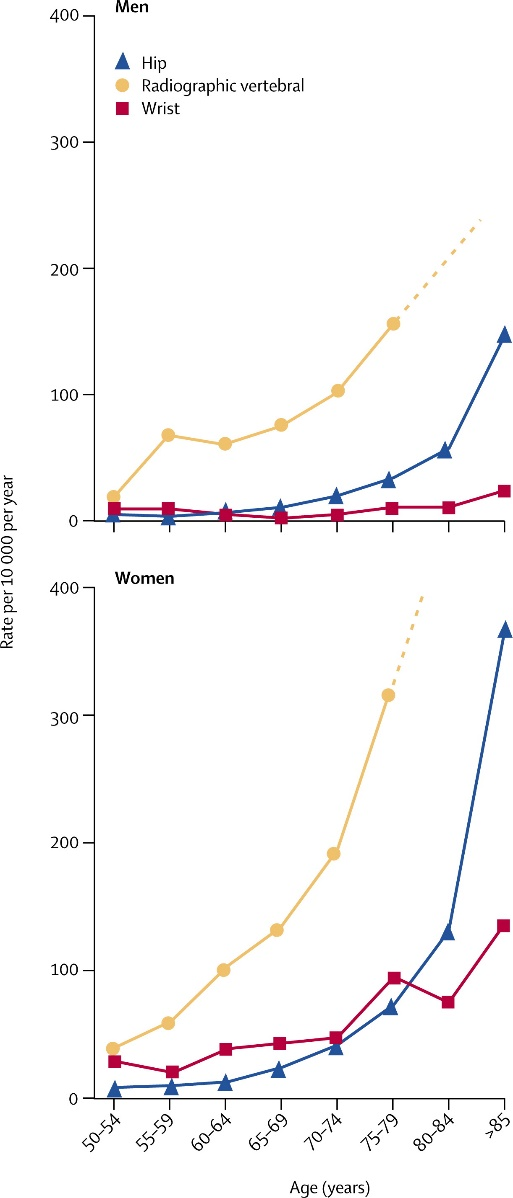 Men
400
300
200
100
0
Hip
Radiographic vertebral
Wrist
Rate per 10 000 per year
Women
400
300
200
100
0
50–54
55–59
60–64
65–69
70–74
75–79
80–84
>85
Age (years)